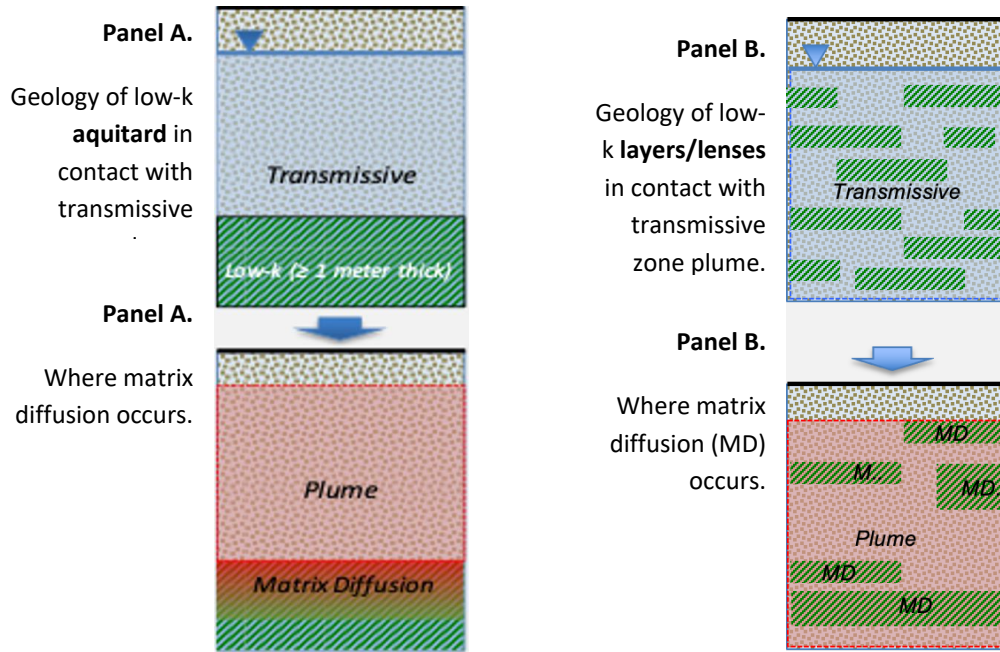 Panel A.
Geology of low-k
aquitard in
contact with
transmissive
.
Transmissive
Low-k (≥ 1 meter thick)
Panel A.
Where matrix
diffusion occurs.
Plume
Matrix Diffusion
Panel B.
Geology of low-
k layers/lenses
in contact with
transmissive
zone plume.
Transmissive
Panel B.
Where matrix
diffusion (MD)
occurs.
MD
M..
MD
Plume
MD
MD